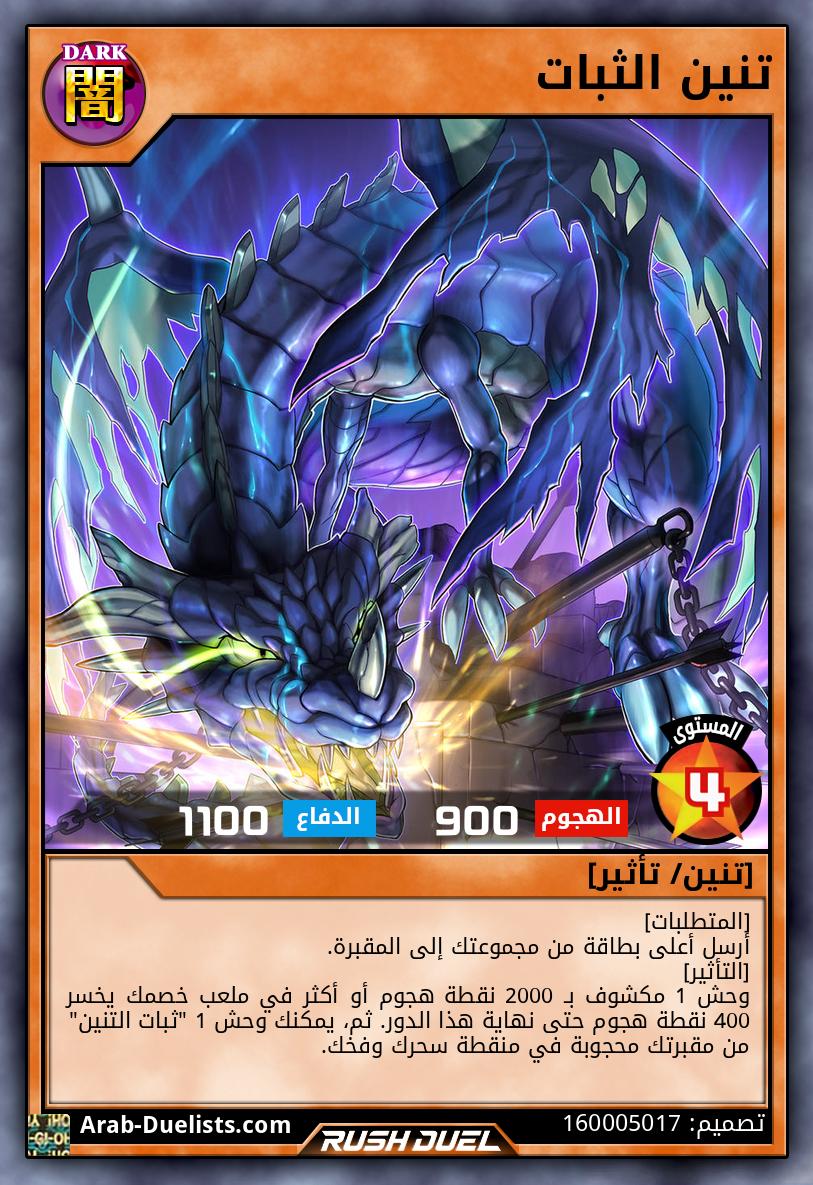 DARK
闇
تنين الثبات
المستوى
4
الهجوم 900 الدفاع 1100
[تنين/ تأثير]
[المتطلبات]
أرسل أعلى بطاقة من مجموعتك إلى المقبرة.
[التأثير]
وحش 1 مكشوف بـ 2000 نقطة هجوم أو أكثر في ملعب خصمك يخسر
400 نقطة هجوم حتى نهاية هذا الدور. ثم، يمكنك وحش 1 "ثبات التنين"
من مقبرتك محجوبة في منقطة سحرك وفخك.
تصميم: 160005017
Arab-Duelists.com
RUSH DUEL